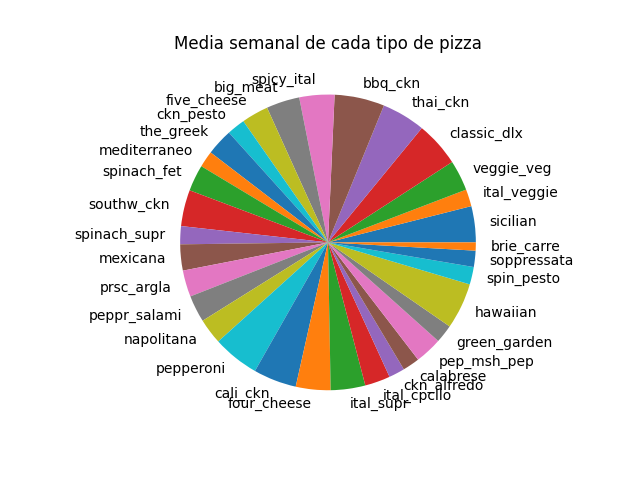 Media semanal de cada tipo de pizza
sicilian
ital_veggie
veggie_veg
classic_dlx
thai_ckn
bbq_ckn
spicy_ital
big_meat
five_cheese
ckn_pesto
the_greek
mediterraneo
spinach_fet
southw_ckn
spinach_supr
mexicana
prsc_argla
peppr_salami
napolitana
pepperoni
cali_ckn
four_cheese
ital_supr
ital_cpcllo
ckn_alfredo
calabrese
pep_msh_pep
green_garden
hawaiian
spin_pesto
soppressata
brie_carre